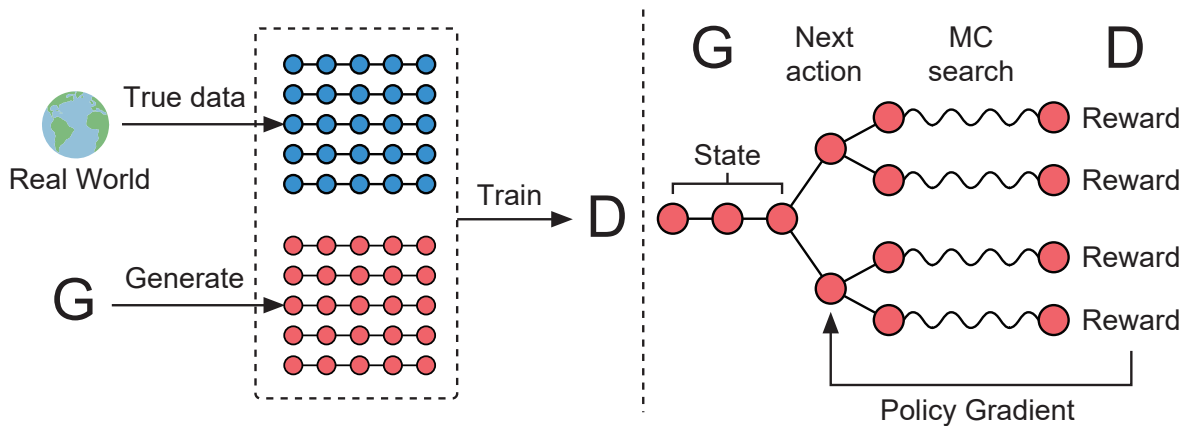 True data
Real World
G
Generate
Train
D
G
Next
action
MC
search
D
State
Reward
Reward
Reward
Reward
Policy Gradient